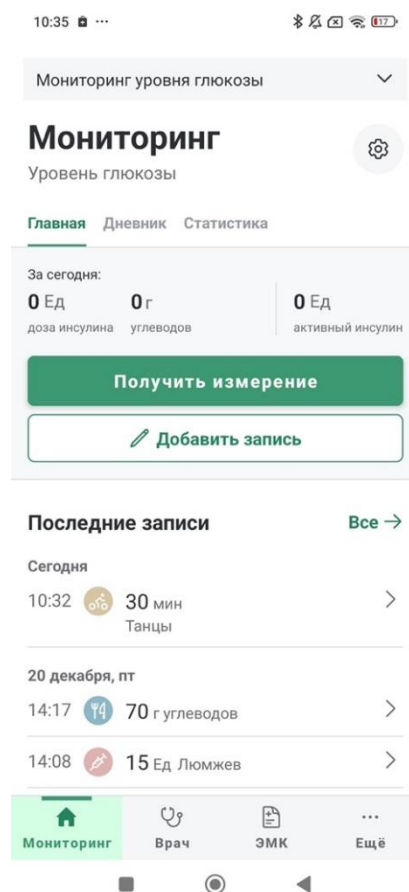 10:35 ...
17
Мониторинг уровня глюкозы
Мониторинг
Уровень глюкозы
Главная Дневник Статистика
За сегодня:
0 Ед 0 г 0 Ед
доза инсулина углеводов активный инсулин
Получить измерение
Добавить запись
Последние записи Все →
Сегодня
10:32 30 мин
Танцы
20 декабря, пт
14:17 70 г углеводов
14:08 15 Ед Люмжев
Мониторинг Врач ЭМК Ещё